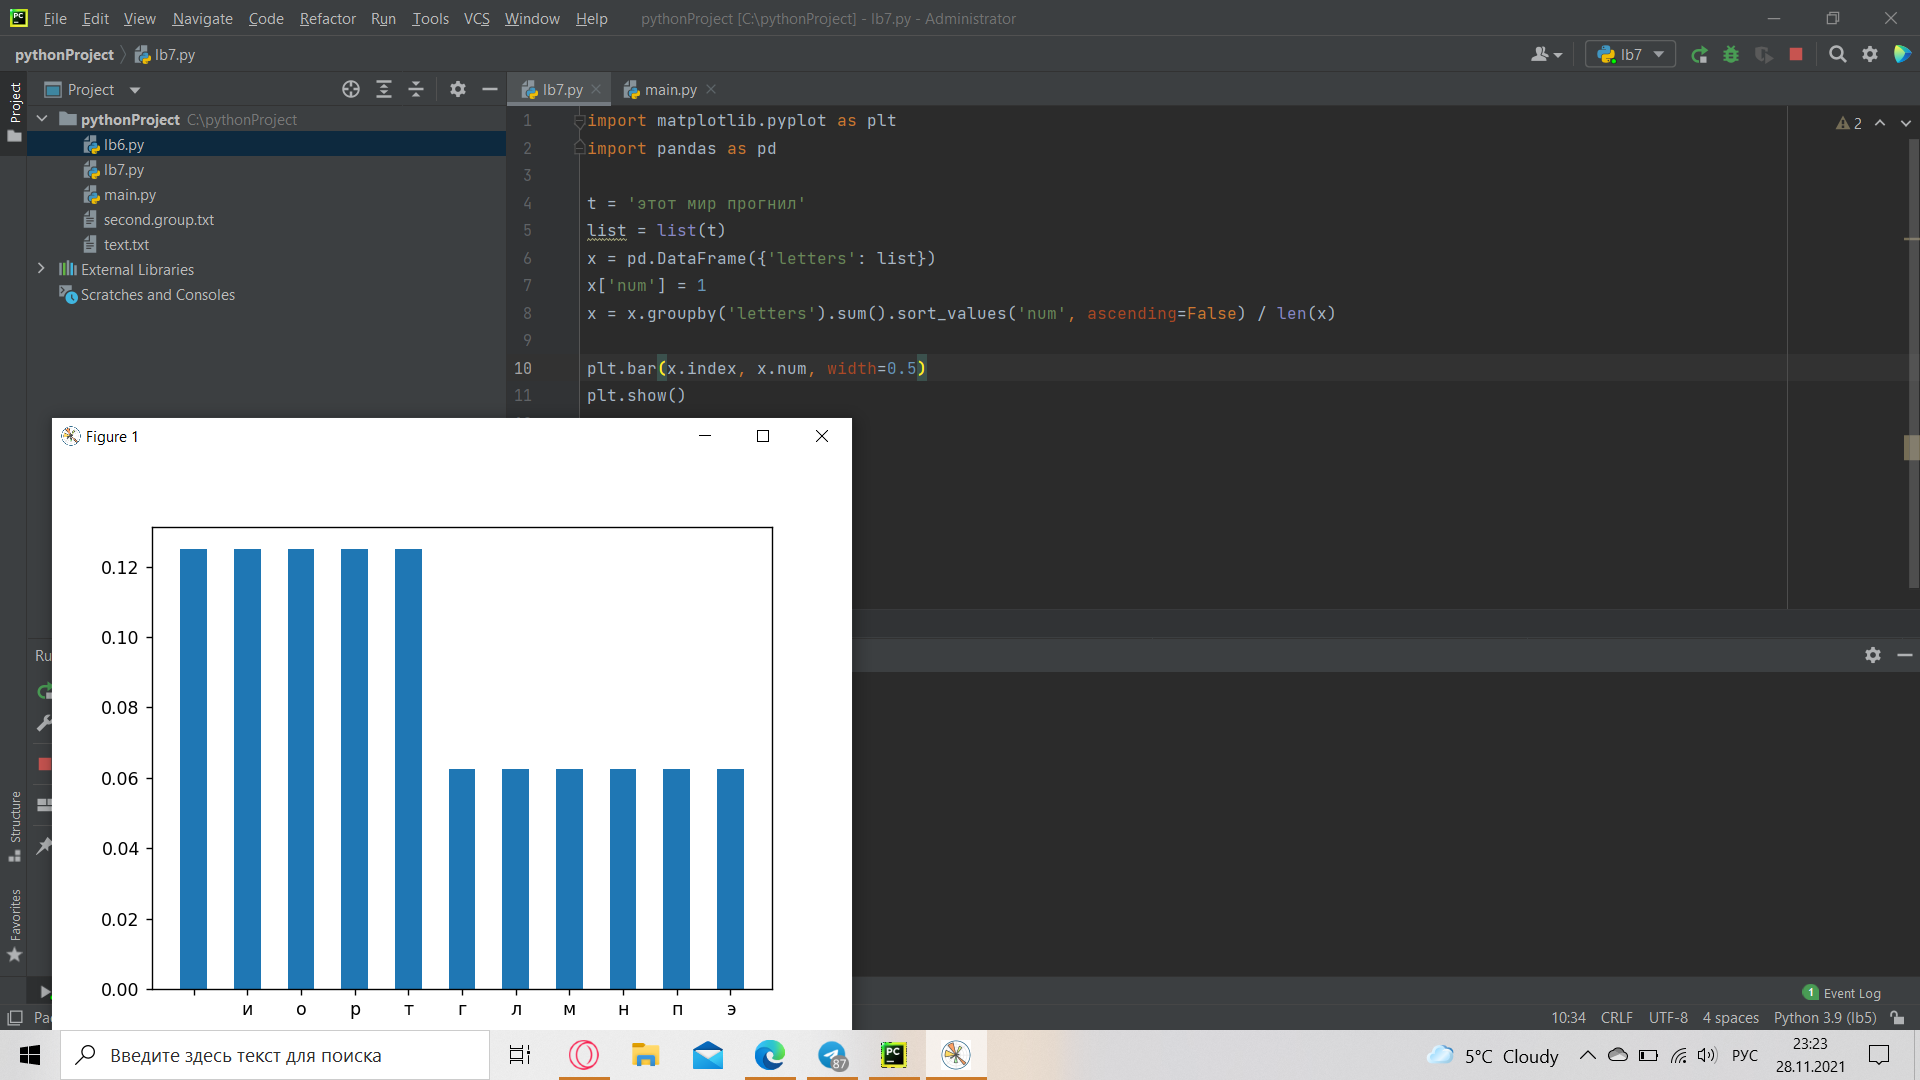 File Edit View Navigate Code Refactor Run Tools VCS Window Help pythonProject [C:\pythonProject] - lb7.py - Administrator
pythonProject lb7.py
lb7
Project
Project
lb7.py
main.py
pythonProject C:\pythonProject
lb6.py
lb7.py
main.py
second.group.txt
text.txt
External Libraries
Scratches and Consoles
1 import matplotlib.pyplot as plt
2 import pandas as pd
3
4 t = 'этот мир прогнил'
5 list = list(t)
6 x = pd.DataFrame({'letters': list})
7 x['num'] = 1
8 x = x.groupby('letters').sum().sort_values('num', ascending=False) / len(x)
9
10 plt.bar(x.index, x.num, width=0.5)
11 plt.show()
2
Figure 1
0.12
0.10
0.08
0.06
0.04
0.02
0.00
и о р т г л м н п э
Ru
Structure
Favorites
Pa
1 Event Log
10:34 CRLF UTF-8 4 spaces Python 3.9 (lb5)
Введите здесь текст для поиска
87
PC
5°C Cloudy
РУС
23:23
28.11.2021